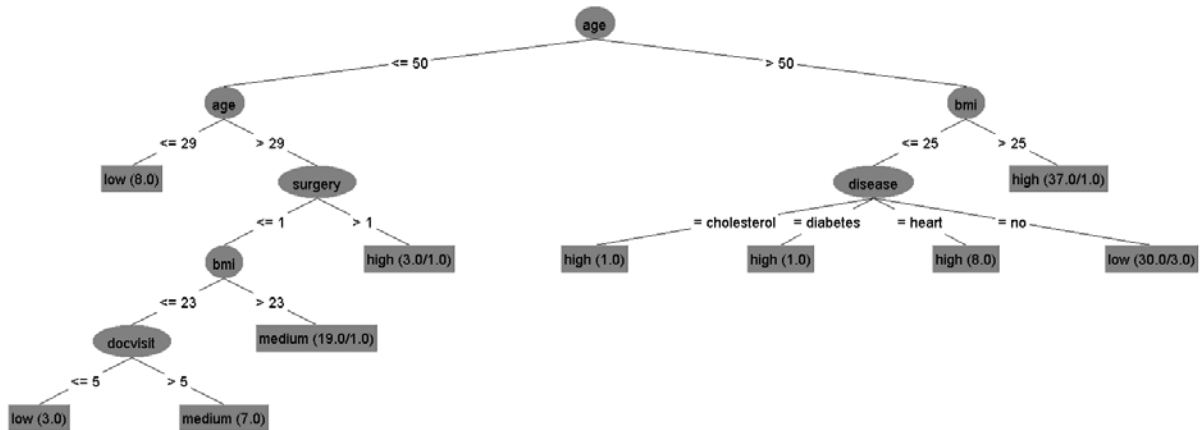 age
<= 50
> 50
age
bmi
<= 29
> 29
<= 25
> 25
low (8.0)
surgery
disease
high (37.0/1.0)
<= 1
> 1
= cholesterol
= diabetes
= heart
= no
bmi
high (3.0/1.0)
high (1.0)
high (1.0)
high (8.0)
low (30.0/3.0)
<= 23
> 23
docvisit
medium (19.0/1.0)
<= 5
> 5
low (3.0)
medium (7.0)